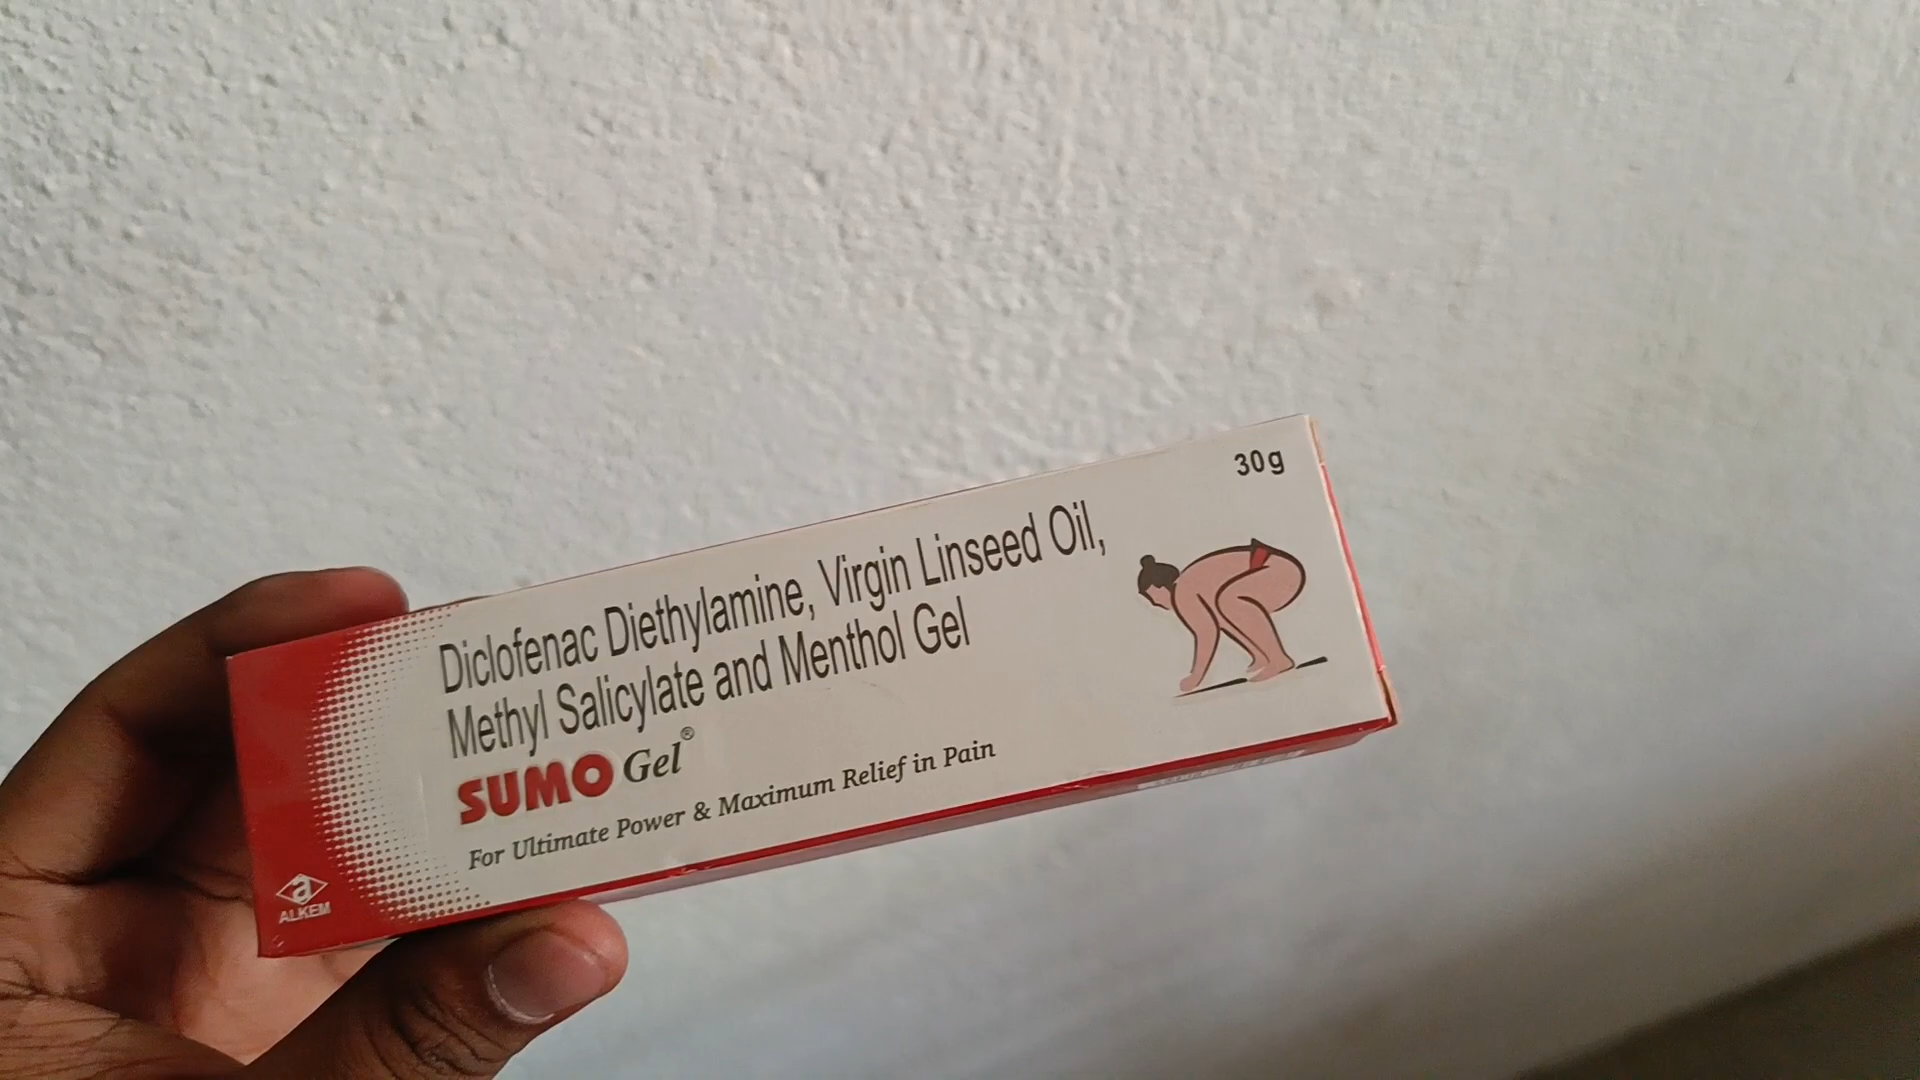 30g
Diclofenac Diethylamine, Virgin Linseed Oil,
Methyl Salicylate and Menthol Gel
SUMO Gel®
For Ultimate Power & Maximum Relief in Pain
a
ALKEM